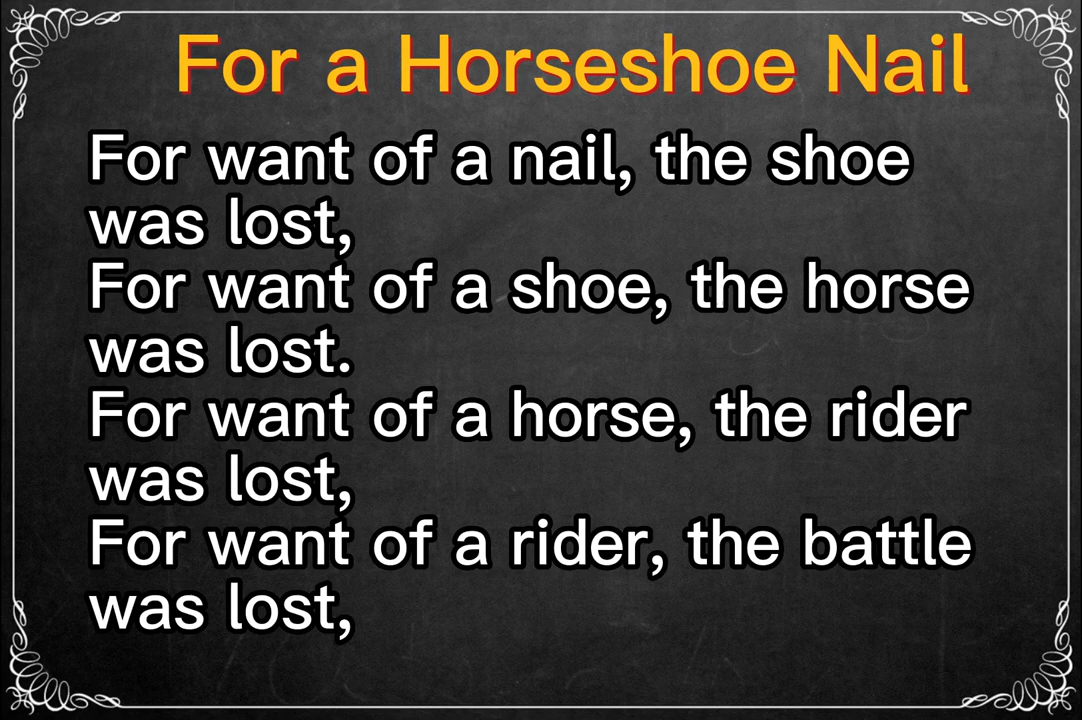 For a Horseshoe Nail
For want of a nail, the shoe
was lost,
For want of a shoe, the horse
was lost.
For want of a horse, the rider
was lost,
For want of a rider, the battle
was lost,